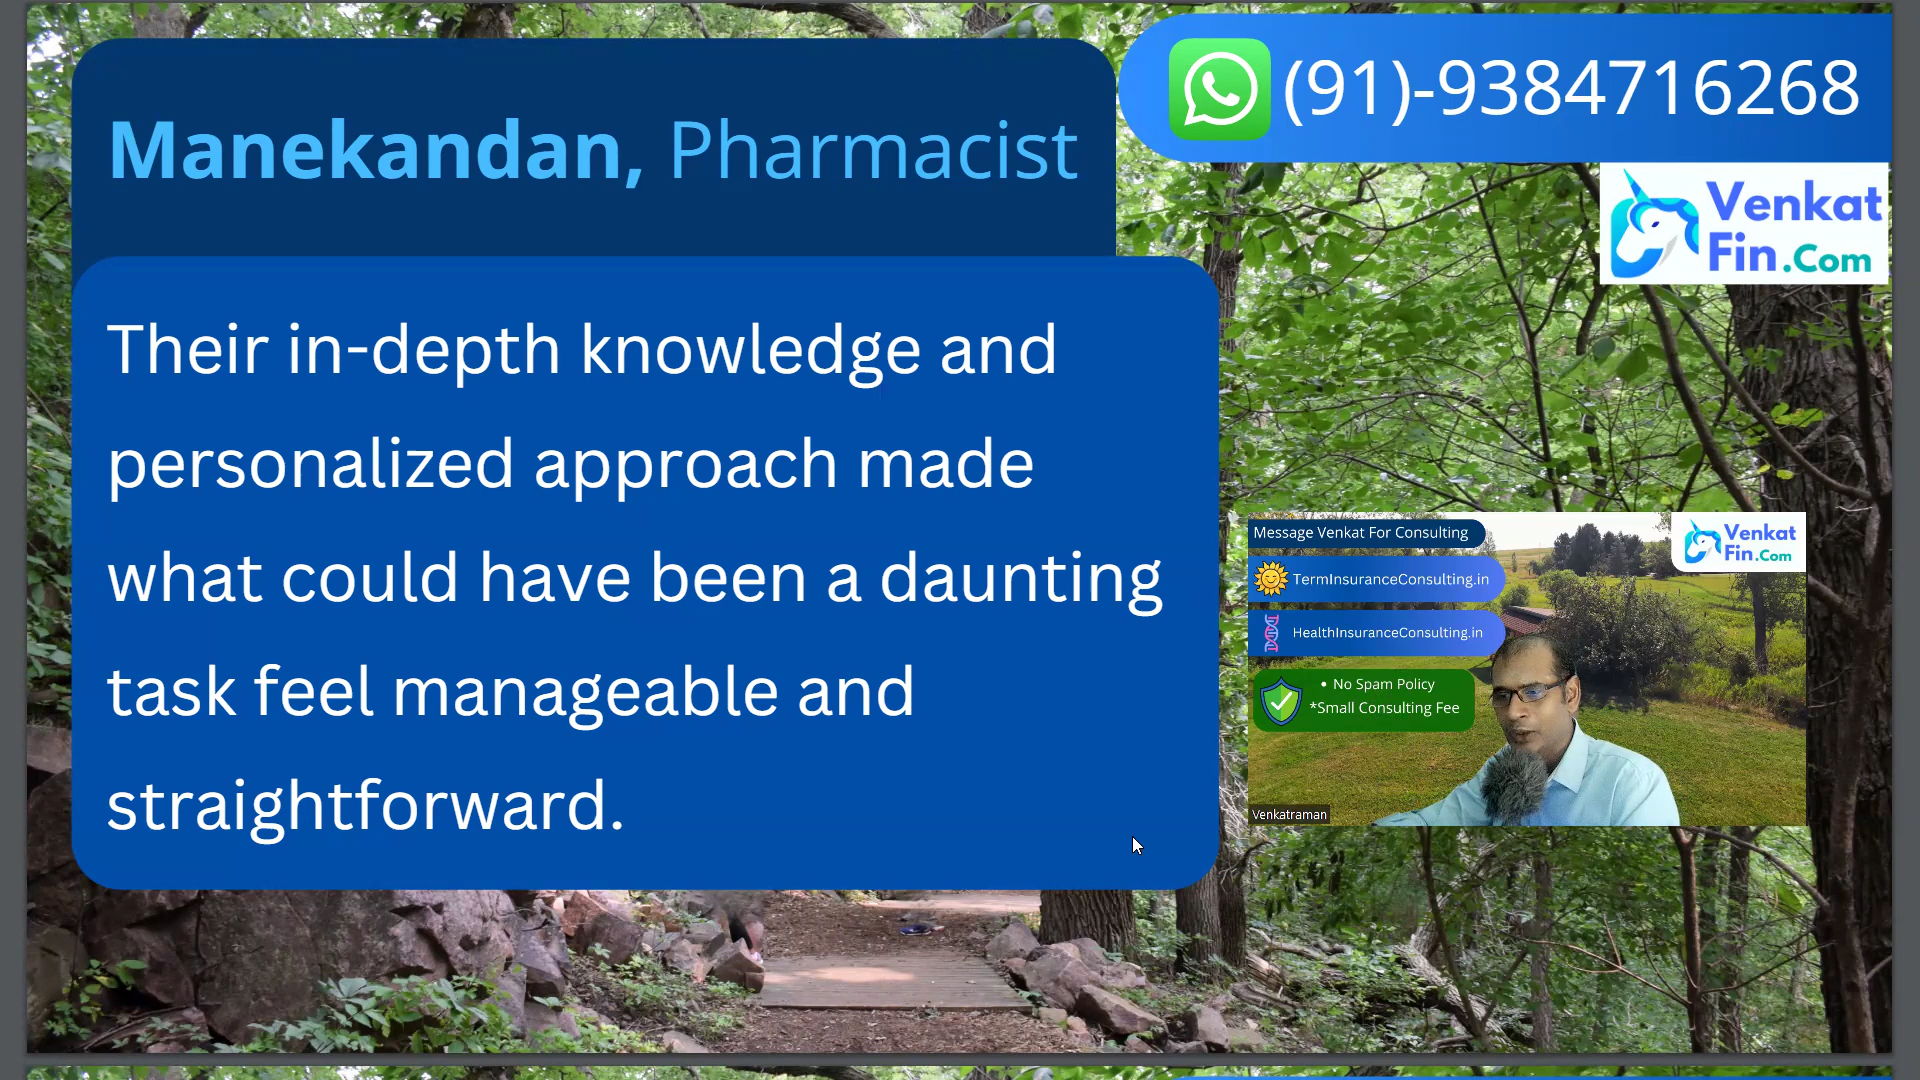 Manekandan, Pharmacist
(91)-9384716268
Venkat
Fin.Com
Their in-depth knowledge and
personalized approach made
what could have been a daunting
task feel manageable and
straightforward.
Message Venkat For Consulting
Venkat
Fin.Com
TermInsuranceConsulting.in
HealthInsuranceConsulting.in
• No Spam Policy
*Small Consulting Fee
Venkatraman